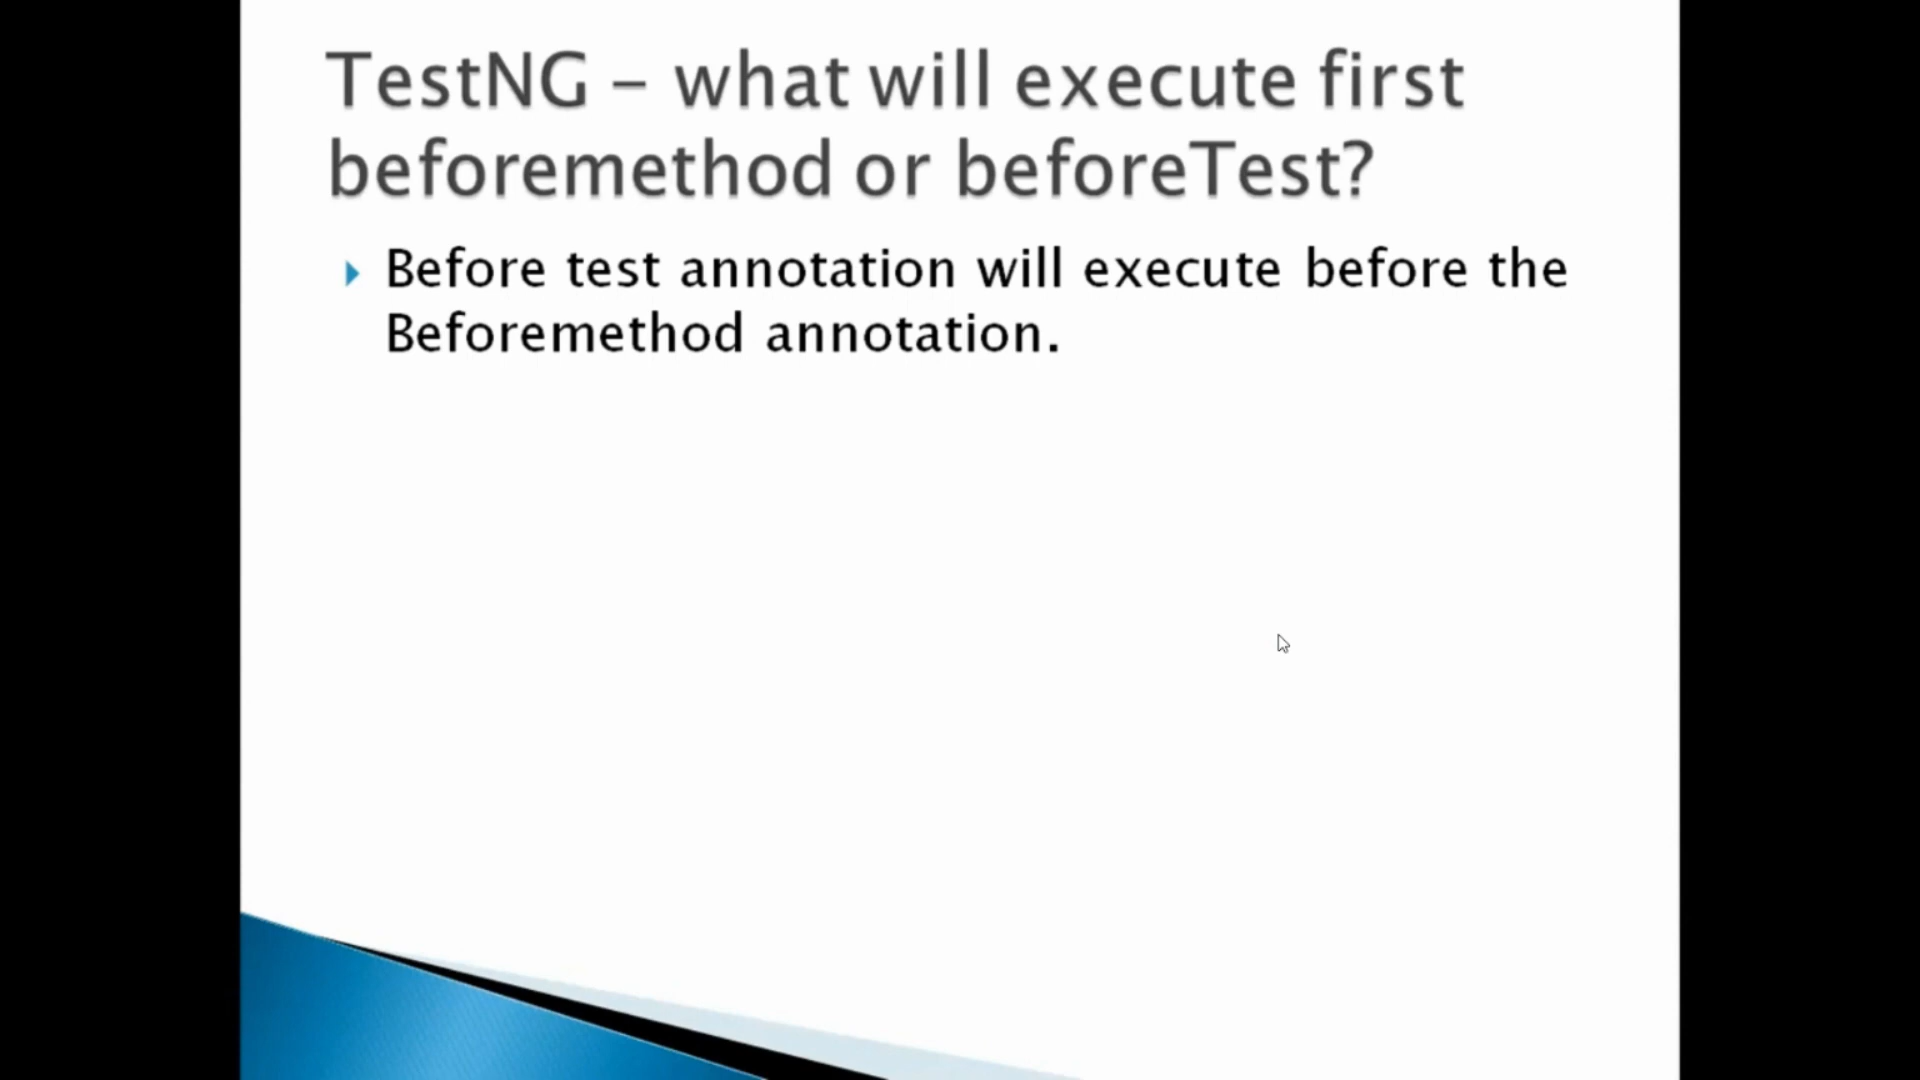 TestNG – what will execute first
beforemethod or beforeTest?
Before test annotation will execute before the
Beforemethod annotation.